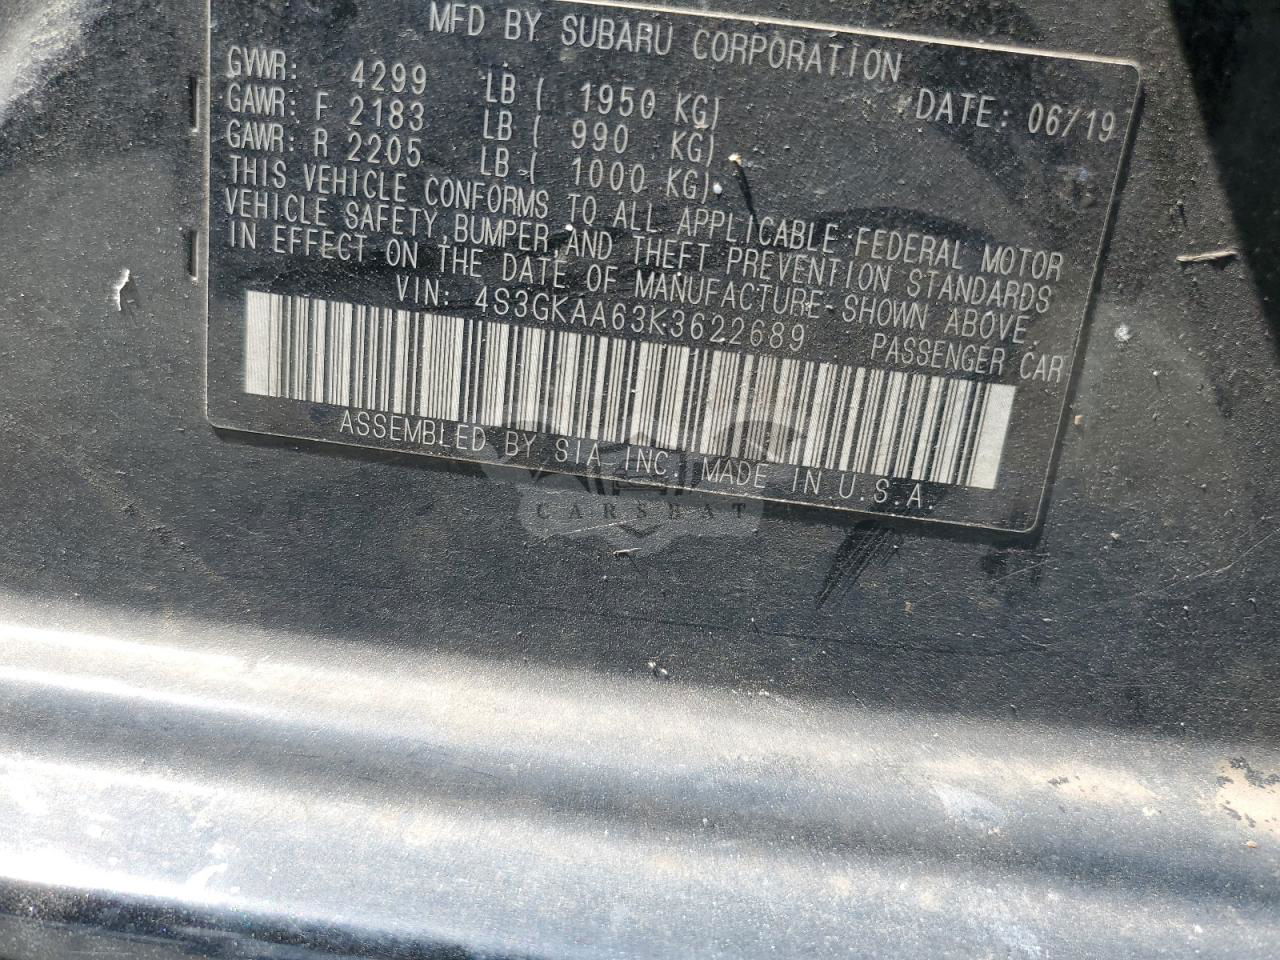 MFD BY SUBARU CORPORATION
DATE: 06/19
GVWR: 4299 LB ( 1950 KG)
GAWR: F 2183 LB ( 990 KG)
GAWR: R 2205 LB ( 1000 KG)
THIS VEHICLE CONFORMS TO ALL APPLICABLE FEDERAL MOTOR
VEHICLE SAFETY, BUMPER, AND THEFT PREVENTION STANDARDS
IN EFFECT ON THE DATE OF MANUFACTURE SHOWN ABOVE.
VIN: 4S3GKAA63K3622689 PASSENGER CAR
ASSEMBLED BY SIA INC. MADE IN U.S.A.
CARSBAT